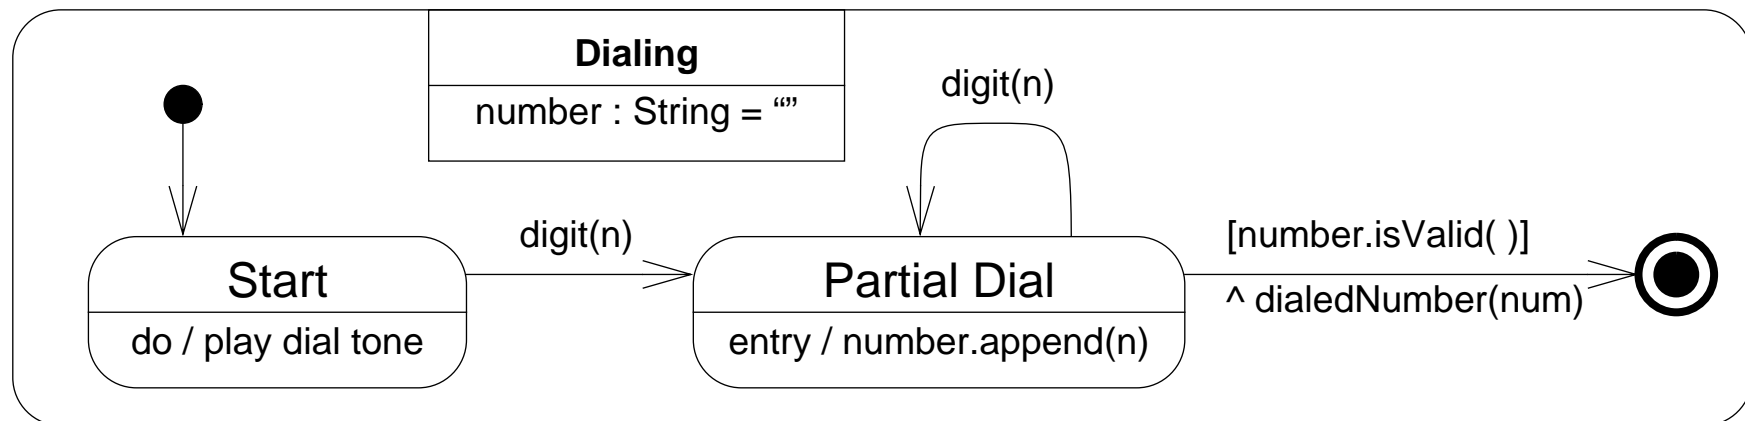 Dialing
number : String = “”
digit(n)
digit(n)
[number.isValid( )]
^ dialedNumber(num)
Start
do / play dial tone
Partial Dial
entry / number.append(n)